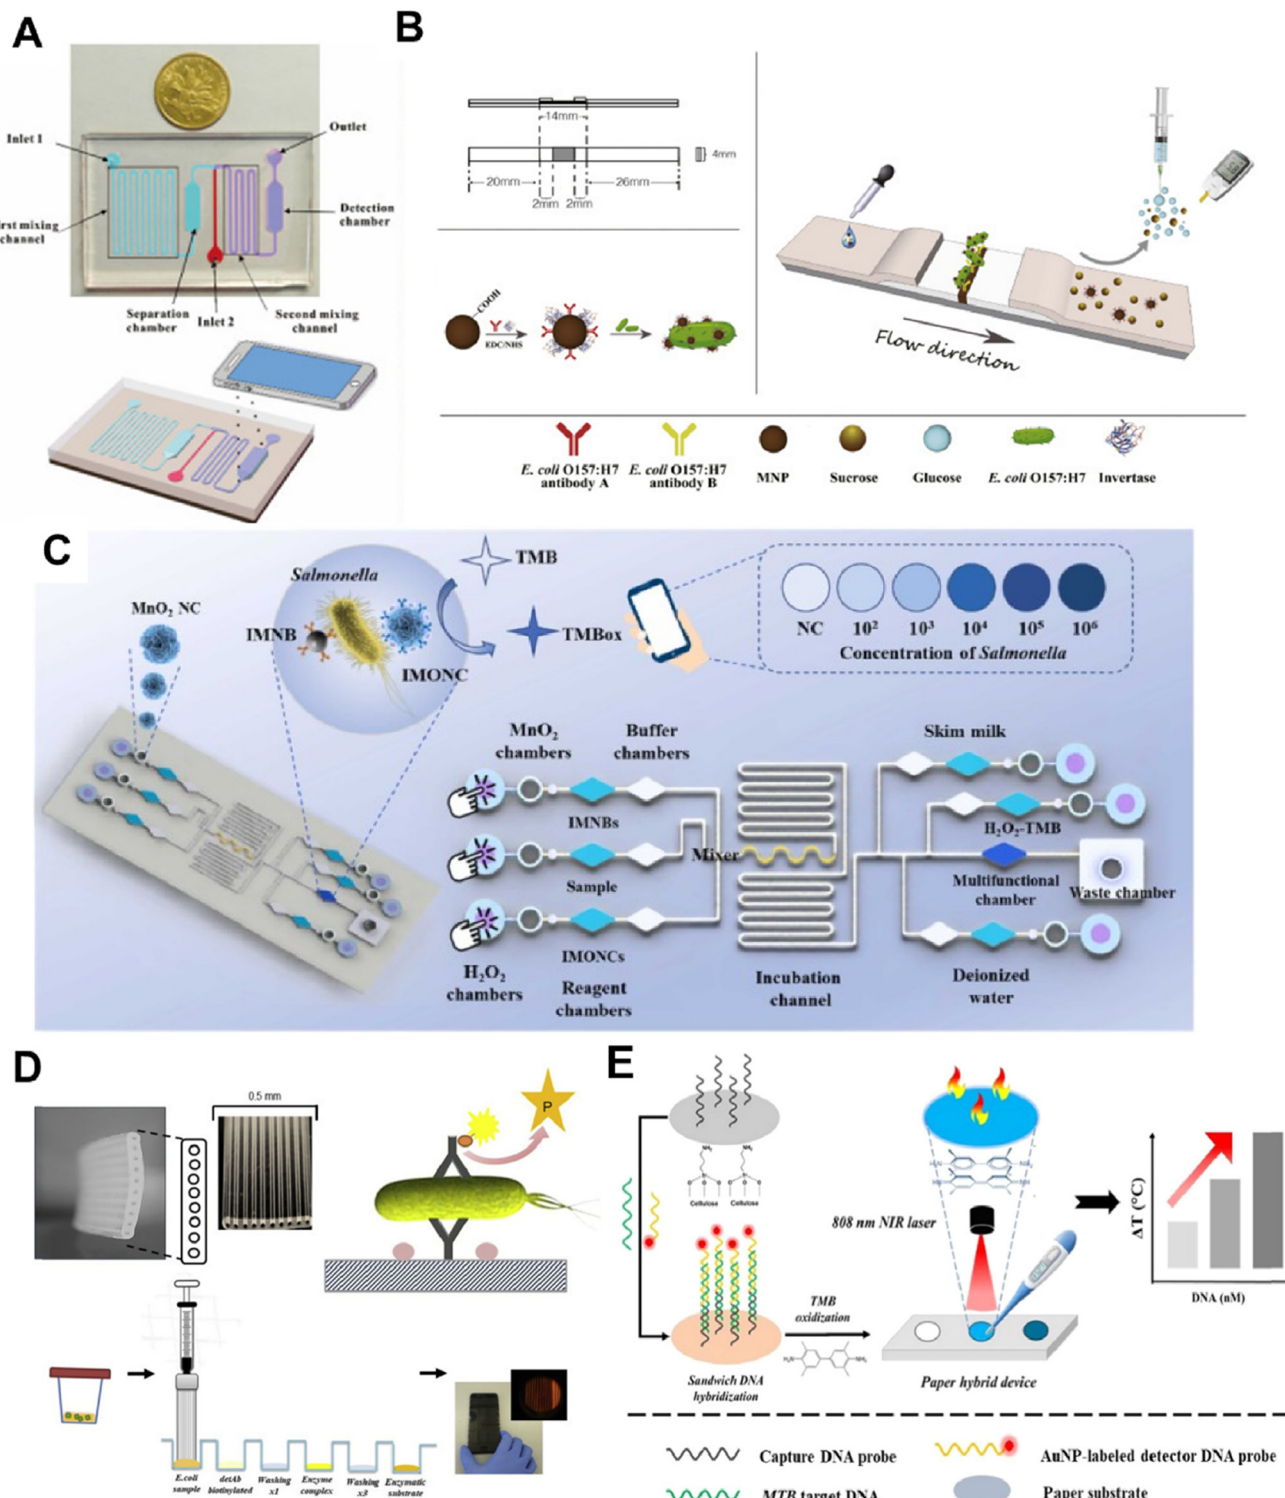 A
Inlet 1
Outlet
irst mixing
channel
Detection
chamber
Separation
chamber
Inlet 2
Second mixing
channel
B
14mm
4mm
20mm
26mm
2mm
2mm
COOH
EDC/NHS
Flow direction
E. coli O157:H7
antibody A
E. coli O157:H7
antibody B
MNP
Sucrose
Glucose
E. coli O157:H7
Invertase
C
MnO₂ NC
Salmonella
IMNB
IMONC
TMB
TMBox
NC
10²
10³
10⁴
10⁵
10⁶
Concentration of Salmonella
MnO₂
chambers
Buffer
chambers
IMNBs
Sample
IMONCs
H₂O₂
chambers
Reagent
chambers
Mixer
Incubation
channel
Skim milk
H₂O₂-TMB
Multifunctional
chamber
Waste chamber
Deionized
water
D
0.5 mm
P
E.coli
sample
detAb
biotinylated
Washing
x1
Enzyme
complex
Washing
x3
Enzymatic
substrate
E
NH₂
NH₂
Cellulose
Cellulose
Sandwich DNA
hybridization
TMB
oxidization
H₂N
NH₂
808 nm NIR laser
Paper hybrid device
ΔT (°C)
DNA (nM)
Capture DNA probe
AuNP-labeled detector DNA probe
MTB target DNA
Paper substrate